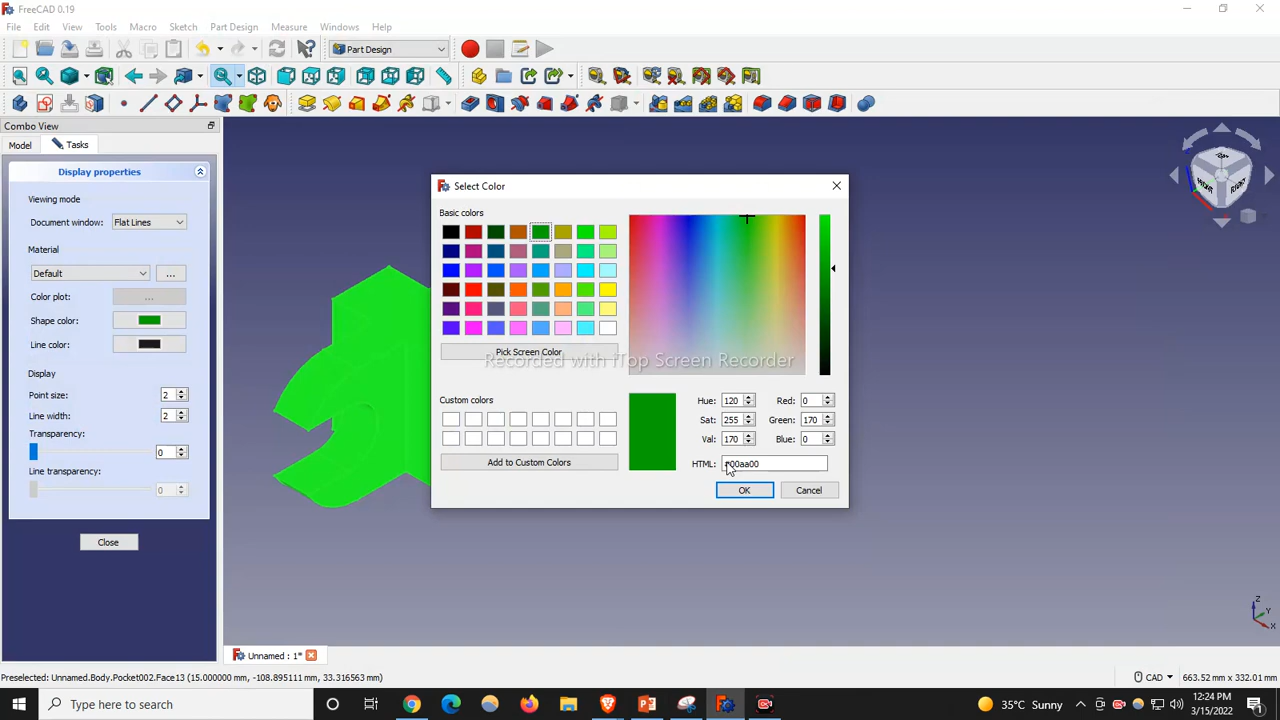 FreeCAD 0.19
File Edit View Tools Macro Sketch Part Design Measure Windows Help
Part Design
Combo View
Model Tasks
Display properties
Viewing mode
Document window: Flat Lines
Material
Default ...
Color plot: ...
Shape color:
Line color:
Display
Point size: 2
Line width: 2
Transparency:
0
Line transparency:
0
Close
Select Color
Basic colors
Pick Screen Color
Recorded with iTop Screen Recorder
Custom colors
Add to Custom Colors
Hue: 120 Red: 0
Sat: 255 Green: 170
Val: 170 Blue: 0
HTML: #00aa00
OK Cancel
RIGHT
FRONT
Z
Y
X
Unnamed : 1*
Preselected: Unnamed.Body.Pocket002.Face13 (15.000000 mm, -108.895111 mm, 33.316563 mm)
CAD 663.52 mm x 332.01 mm
Type here to search
35°C Sunny
12:24 PM
3/15/2022